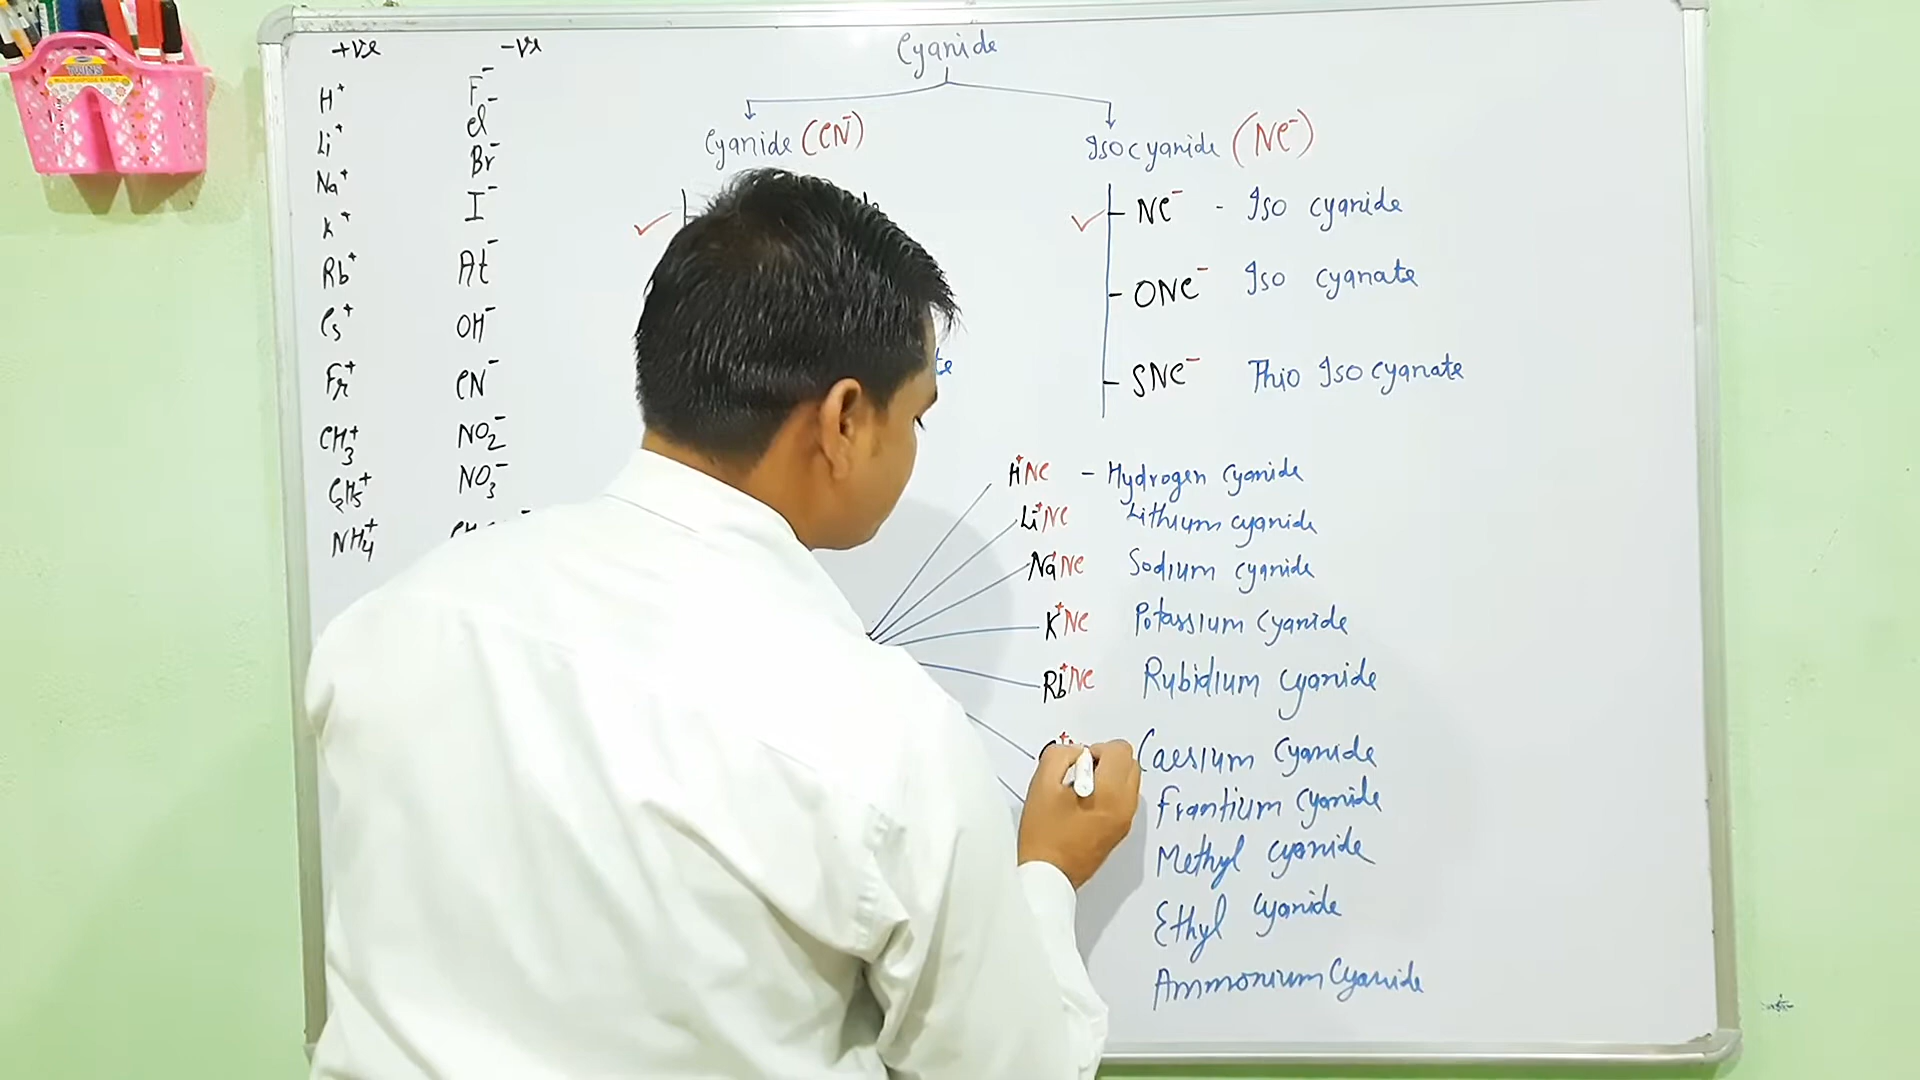 TWINS
+ve -ve
H⁺ F⁻
Li⁺ Cl⁻
Na⁺ Br⁻
K⁺ I⁻
Rb⁺ At⁻
Cs⁺ OH⁻
Fr⁺ CN⁻
CH₃⁺ NO₂⁻
C₂H₅⁺ NO₃⁻
NH₄⁺
Cyanide
Cyanide (CN⁻)
Isocyanide (NC⁻)
NC⁻ - Iso cyanide
ONC⁻ Iso cyanate
SNC⁻ Thio Iso cyanate
H⁺NC - Hydrogen cyanide
Li⁺NC Lithium cyanide
Na⁺NC Sodium cyanide
K⁺NC Potassium cyanide
Rb⁺NC Rubidium cyanide
Caesium cyanide
Frantium cyanide
Methyl cyanide
Ethyl cyanide
Ammonium Cyanide